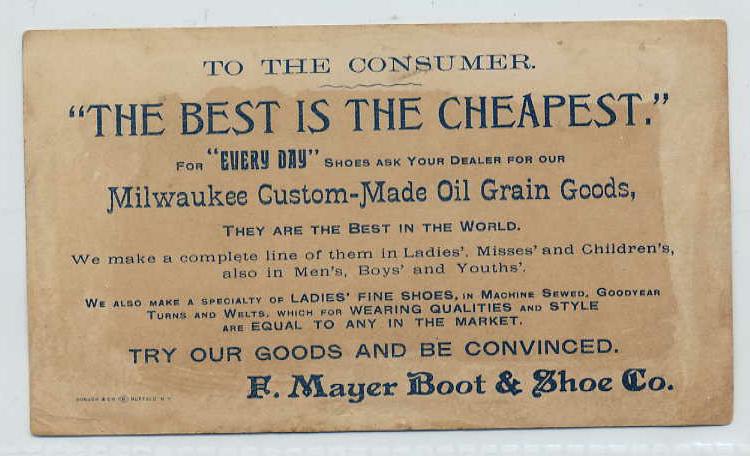 TO THE CONSUMER.
"THE BEST IS THE CHEAPEST."
FOR "EVERY DAY" SHOES ASK YOUR DEALER FOR OUR
Milwaukee Custom-Made Oil Grain Goods,
THEY ARE THE BEST IN THE WORLD.
We make a complete line of them in Ladies', Misses' and Children's,
also in Men's, Boys' and Youths'.
WE ALSO MAKE A SPECIALTY OF LADIES' FINE SHOES, IN MACHINE SEWED, GOODYEAR
TURNS AND WELTS, WHICH FOR WEARING QUALITIES AND STYLE
ARE EQUAL TO ANY IN THE MARKET.
TRY OUR GOODS AND BE CONVINCED.
F. Mayer Boot & Shoe Co.
BUFFALO N.Y.